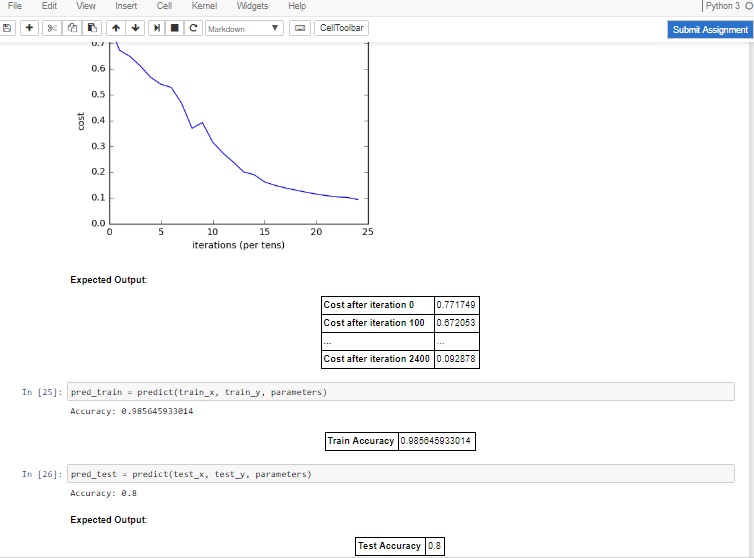 File Edit View Insert Cell Kernel Widgets Help Python 3
Markdown CellToolbar Submit Assignment
0.7
0.6
0.5
0.4
0.3
0.2
0.1
0.0
cost
0 5 10 15 20 25
iterations (per tens)
Expected Output:
Cost after iteration 0 0.771749
Cost after iteration 100 0.672053
... ...
Cost after iteration 2400 0.092878
In [25]: pred_train = predict(train_x, train_y, parameters)
Accuracy: 0.985645933014
Train Accuracy 0.985645933014
In [26]: pred_test = predict(test_x, test_y, parameters)
Accuracy: 0.8
Expected Output:
Test Accuracy 0.8